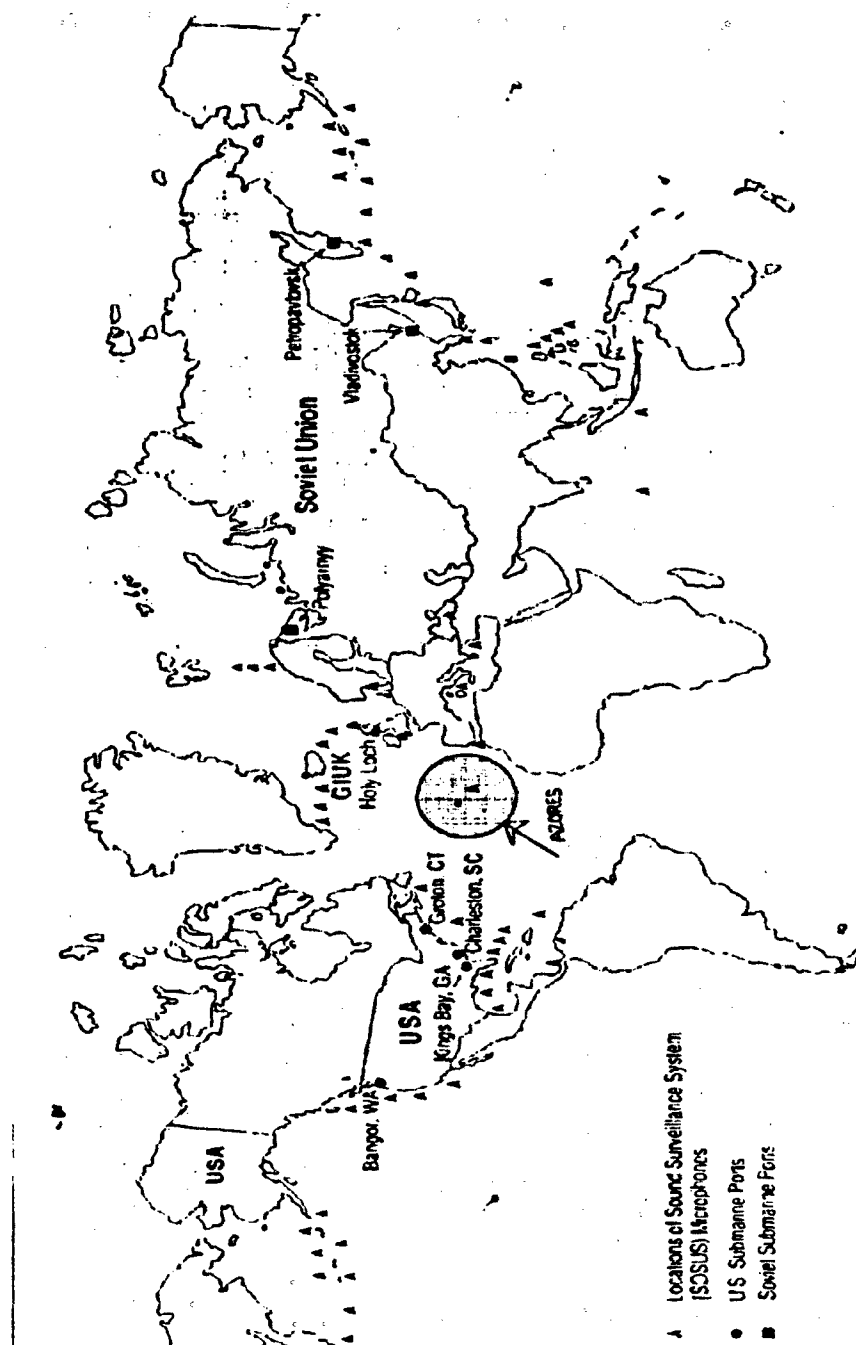 USA
Bangor, WA
USA
Kings Bay, GA
Groton, CT
Charleston, SC
GIUK
Holy Loch
AZORES
Polyarnyy
Soviet Union
Vladivostok
Petropavlovsk
Locations of Sound Surveillance System
(SOSUS) Microphones
U.S. Submarine Ports
Soviet Submarine Ports